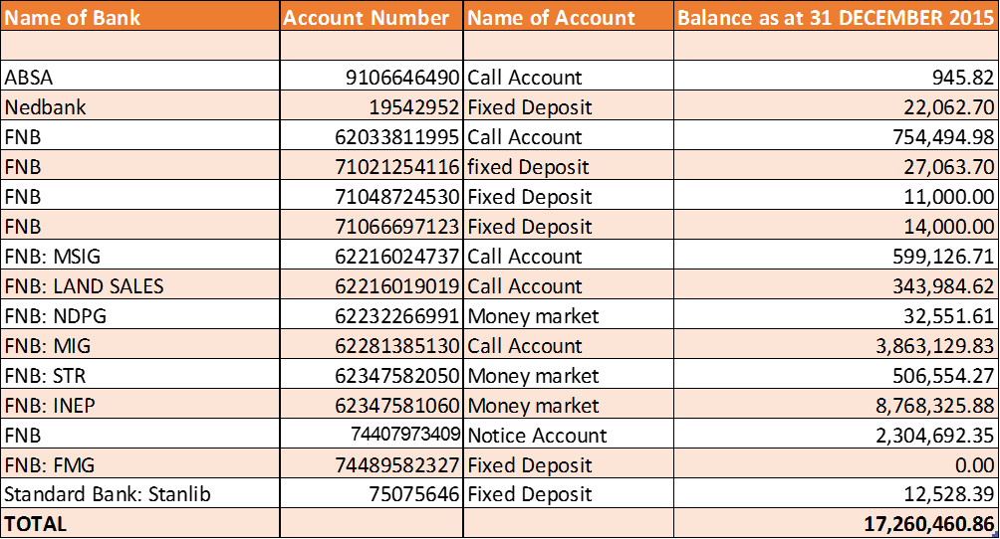 Name of Bank Account Number Name of Account Balance as at 31 DECEMBER 2015
ABSA 9106646490 Call Account 945.82
Nedbank 19542952 Fixed Deposit 22,062.70
FNB 62033811995 Call Account 754,494.98
FNB 71021254116 fixed Deposit 27,063.70
FNB 71048724530 Fixed Deposit 11,000.00
FNB 71066697123 Fixed Deposit 14,000.00
FNB: MSIG 62216024737 Call Account 599,126.71
FNB: LAND SALES 62216019019 Call Account 343,984.62
FNB: NDPG 62232266991 Money market 32,551.61
FNB: MIG 62281385130 Call Account 3,863,129.83
FNB: STR 62347582050 Money market 506,554.27
FNB: INEP 62347581060 Money market 8,768,325.88
FNB 74407973409 Notice Account 2,304,692.35
FNB: FMG 74489582327 Fixed Deposit 0.00
Standard Bank: Stanlib 75075646 Fixed Deposit 12,528.39
TOTAL 17,260,460.86